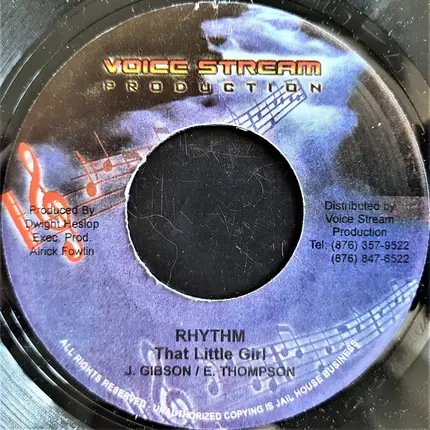 VOICE STREAM
PRODUCTION
Produced By
Dwight Heslop
Exec. Prod.
Alrick Fowlin
Distributed by
Voice Stream
Production
Tel: (876) 357-9522
(876) 847-6522
RHYTHM
That Little Girl
J. GIBSON / E. THOMPSON
ALL RIGHTS RESERVED - UNAUTHORIZED COPYING IS JAIL HOUSE BUSINESS